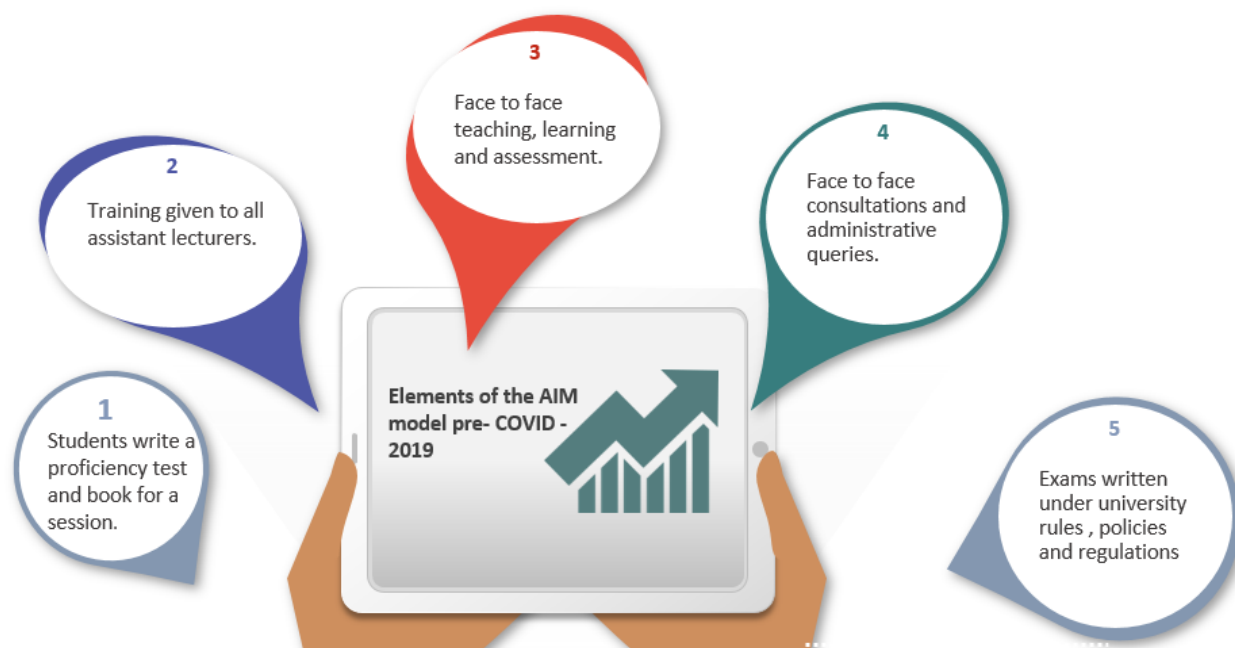 1
Students write a
proficiency test
and book for a
session.
2
Training given to all
assistant lecturers.
3
Face to face
teaching, learning
and assessment.
4
Face to face
consultations and
administrative
queries.
5
Exams written
under university
rules , policies
and regulations
Elements of the AIM
model pre- COVID -
2019